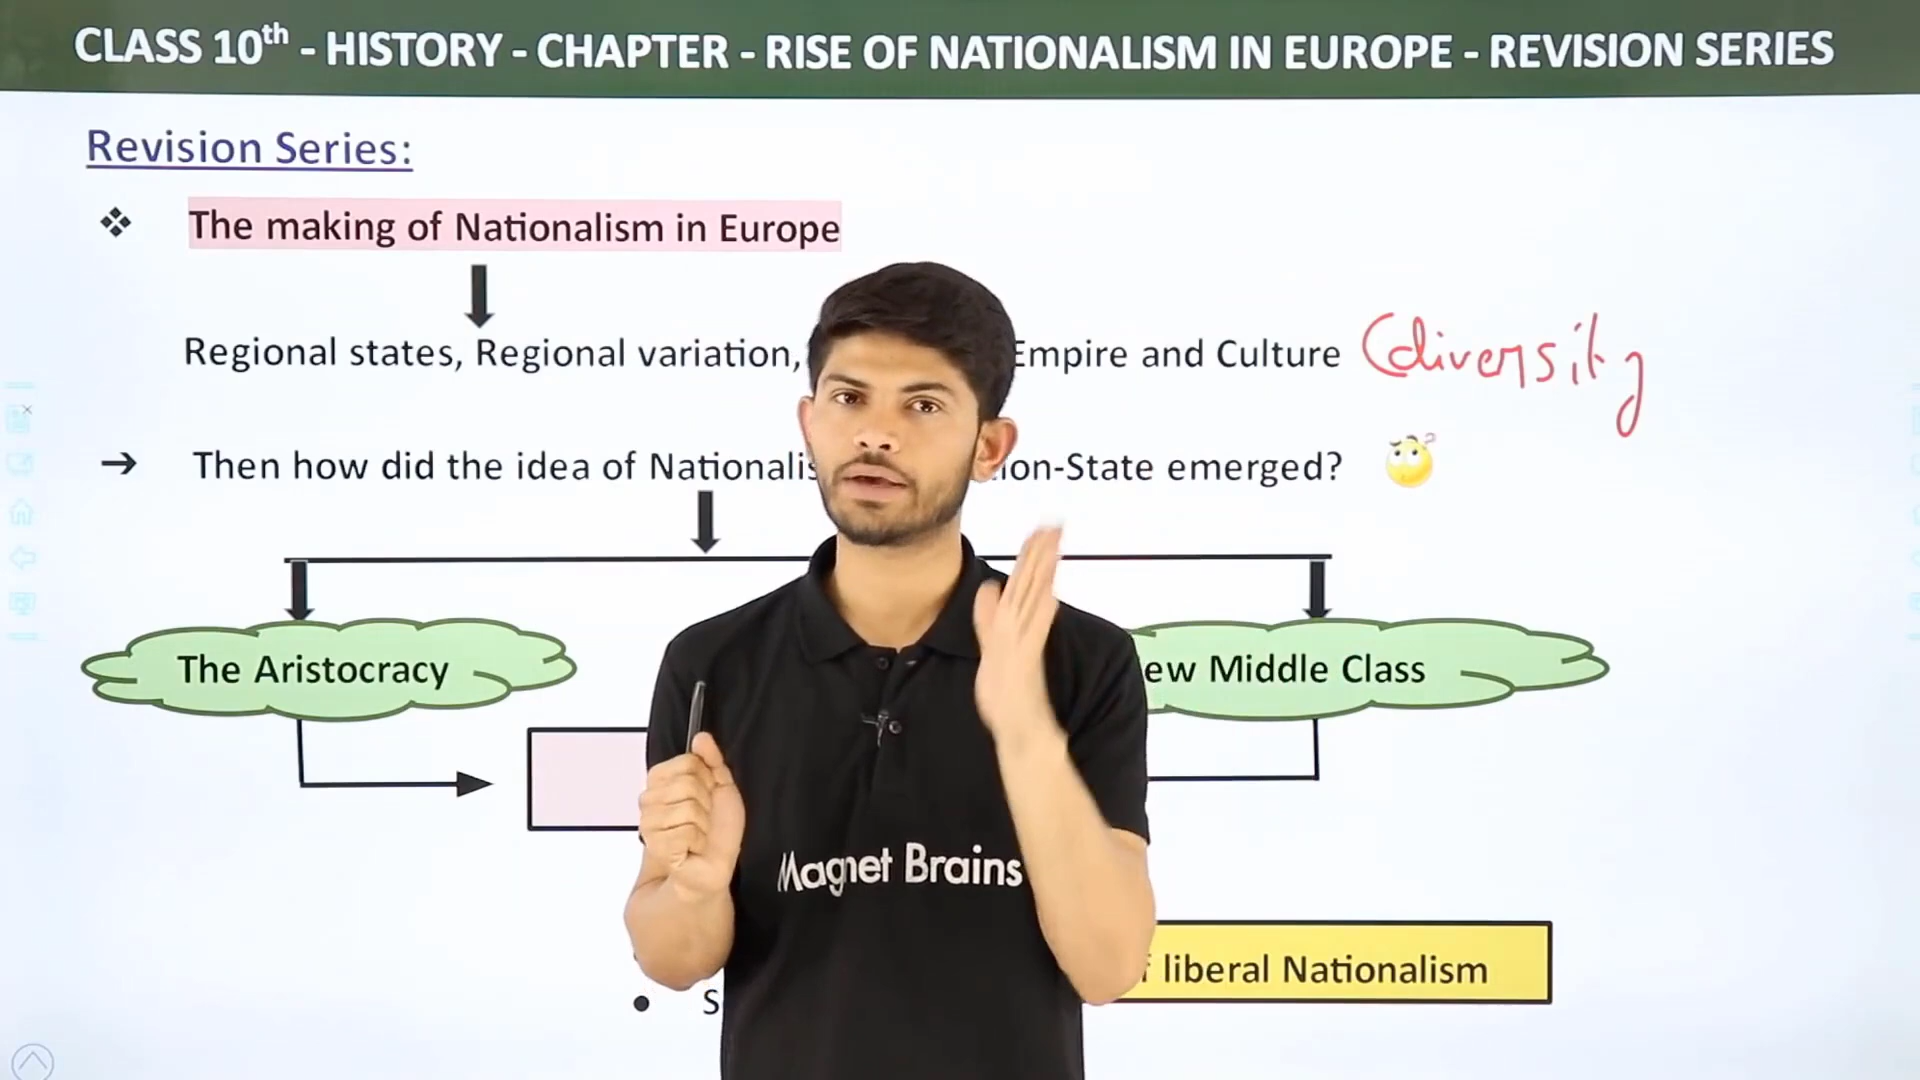 CLASS 10th - HISTORY - CHAPTER - RISE OF NATIONALISM IN EUROPE - REVISION SERIES
Revision Series:
The making of Nationalism in Europe
Regional states, Regional variation, Empire and Culture (diversity
→ Then how did the idea of Nationalis ion-State emerged?
The Aristocracy
ew Middle Class
Magnet Brains
liberal Nationalism
• S